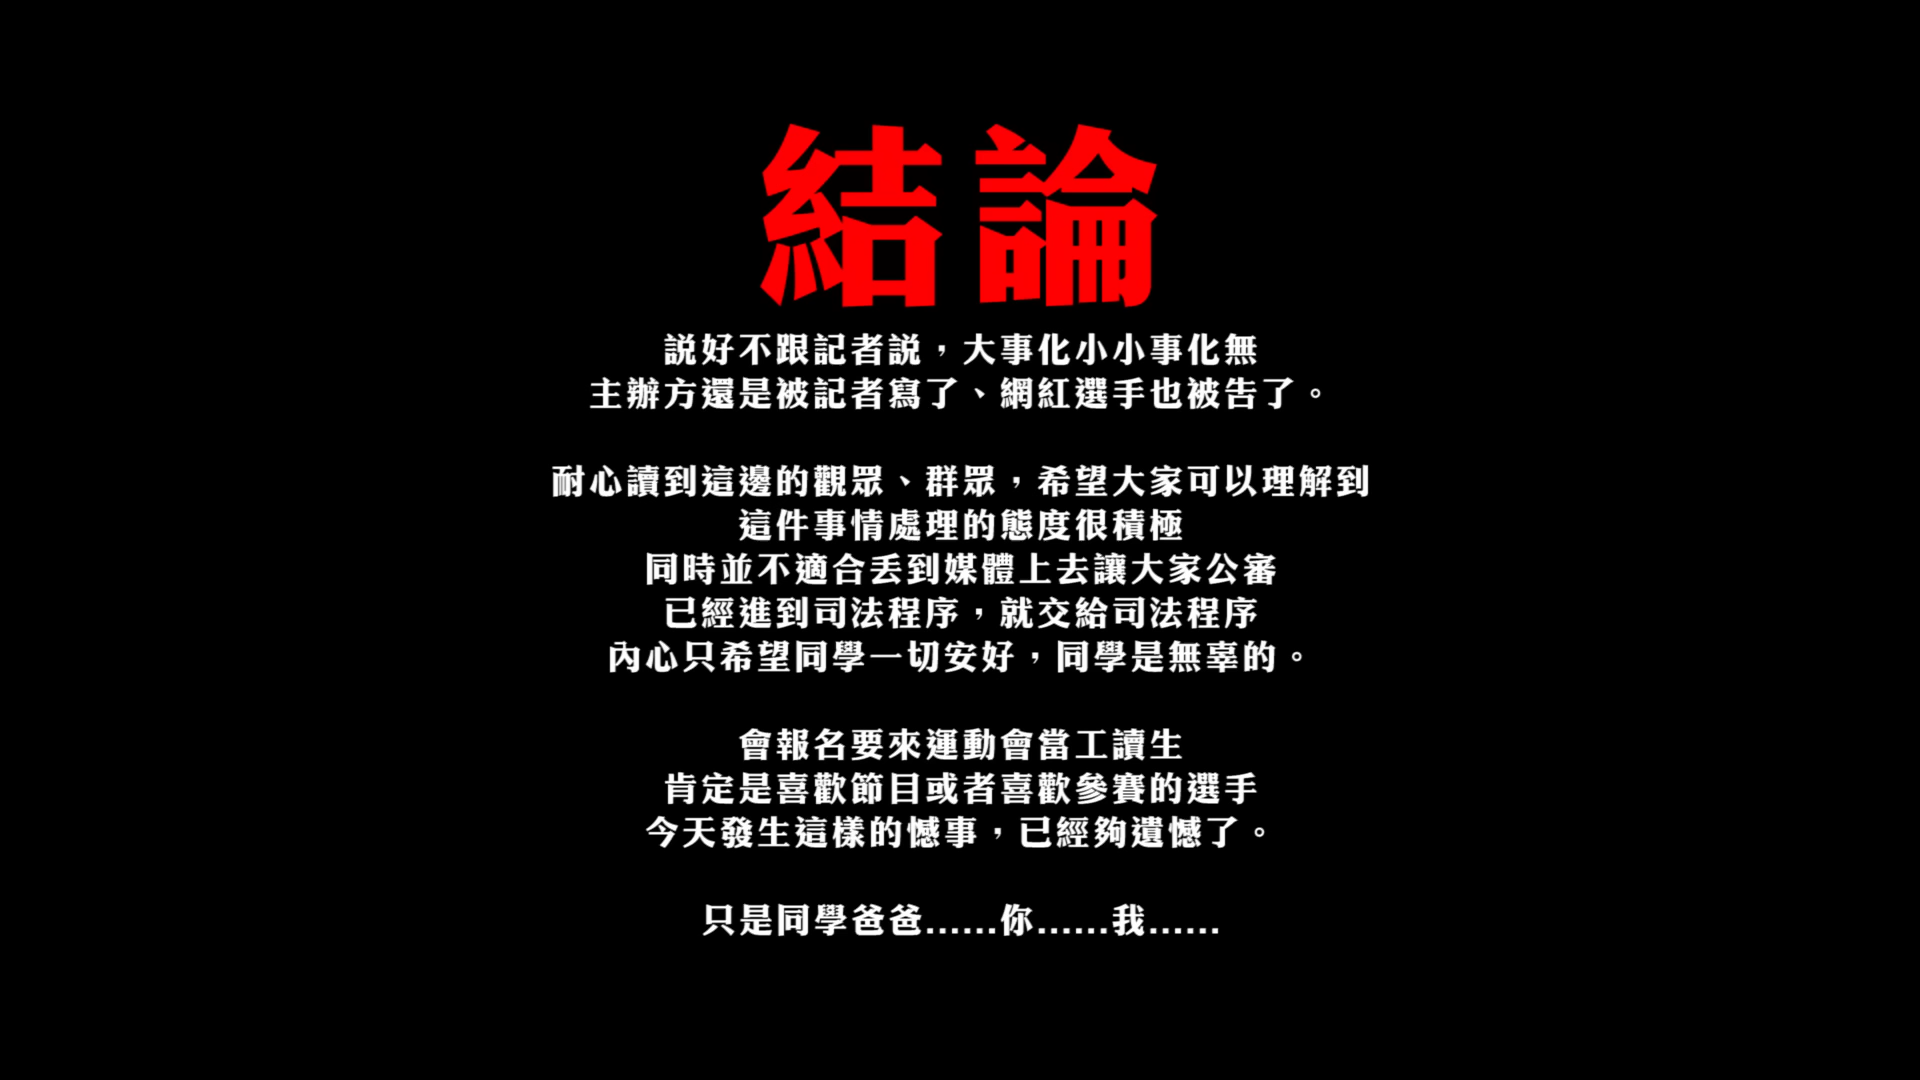 結論
說好不跟記者說，大事化小小事化無
主辦方還是被記者寫了、網紅選手也被告了。
耐心讀到這邊的觀眾、群眾，希望大家可以理解到
這件事情處理的態度很積極
同時並不適合丟到媒體上去讓大家公審
已經進到司法程序，就交給司法程序
內心只希望同學一切安好，同學是無辜的。
會報名要來運動會當工讀生
肯定是喜歡節目或者喜歡參賽的選手
今天發生這樣的憾事，已經夠遺憾了。
只是同學爸爸......你......我......